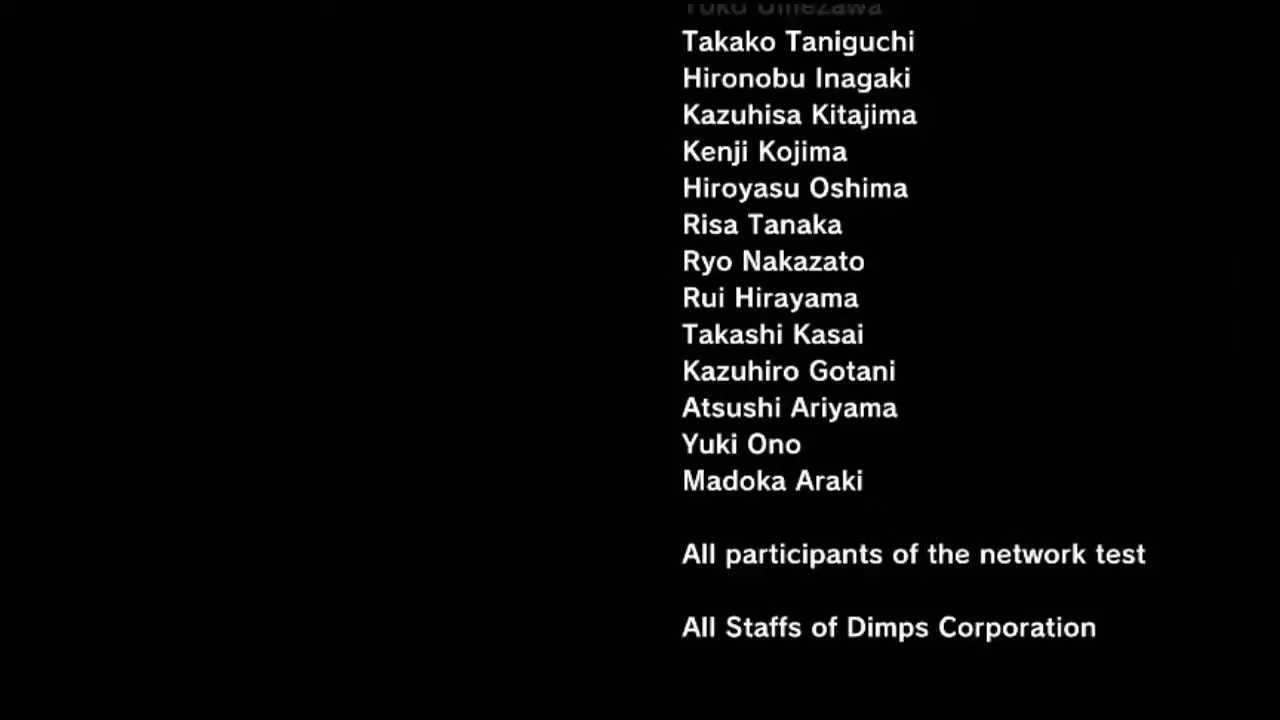 Yoko Umezawa
Takako Taniguchi
Hironobu Inagaki
Kazuhisa Kitajima
Kenji Kojima
Hiroyasu Oshima
Risa Tanaka
Ryo Nakazato
Rui Hirayama
Takashi Kasai
Kazuhiro Gotani
Atsushi Ariyama
Yuki Ono
Madoka Araki
All participants of the network test
All Staffs of Dimps Corporation